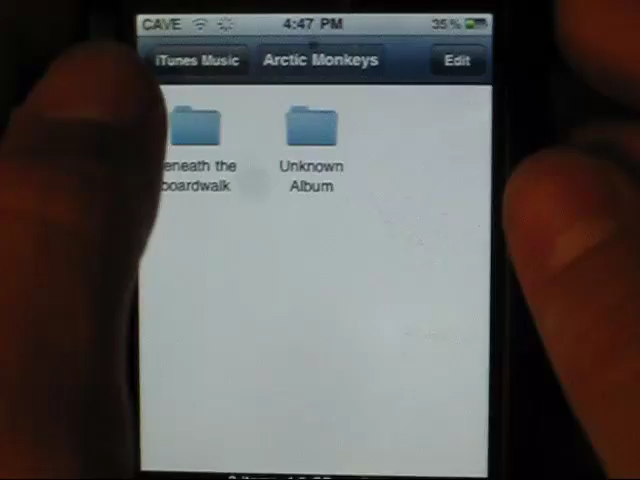 CAVE 4:47 PM 35%
iTunes Music Arctic Monkeys Edit
eneath the Unknown
boardwalk Album